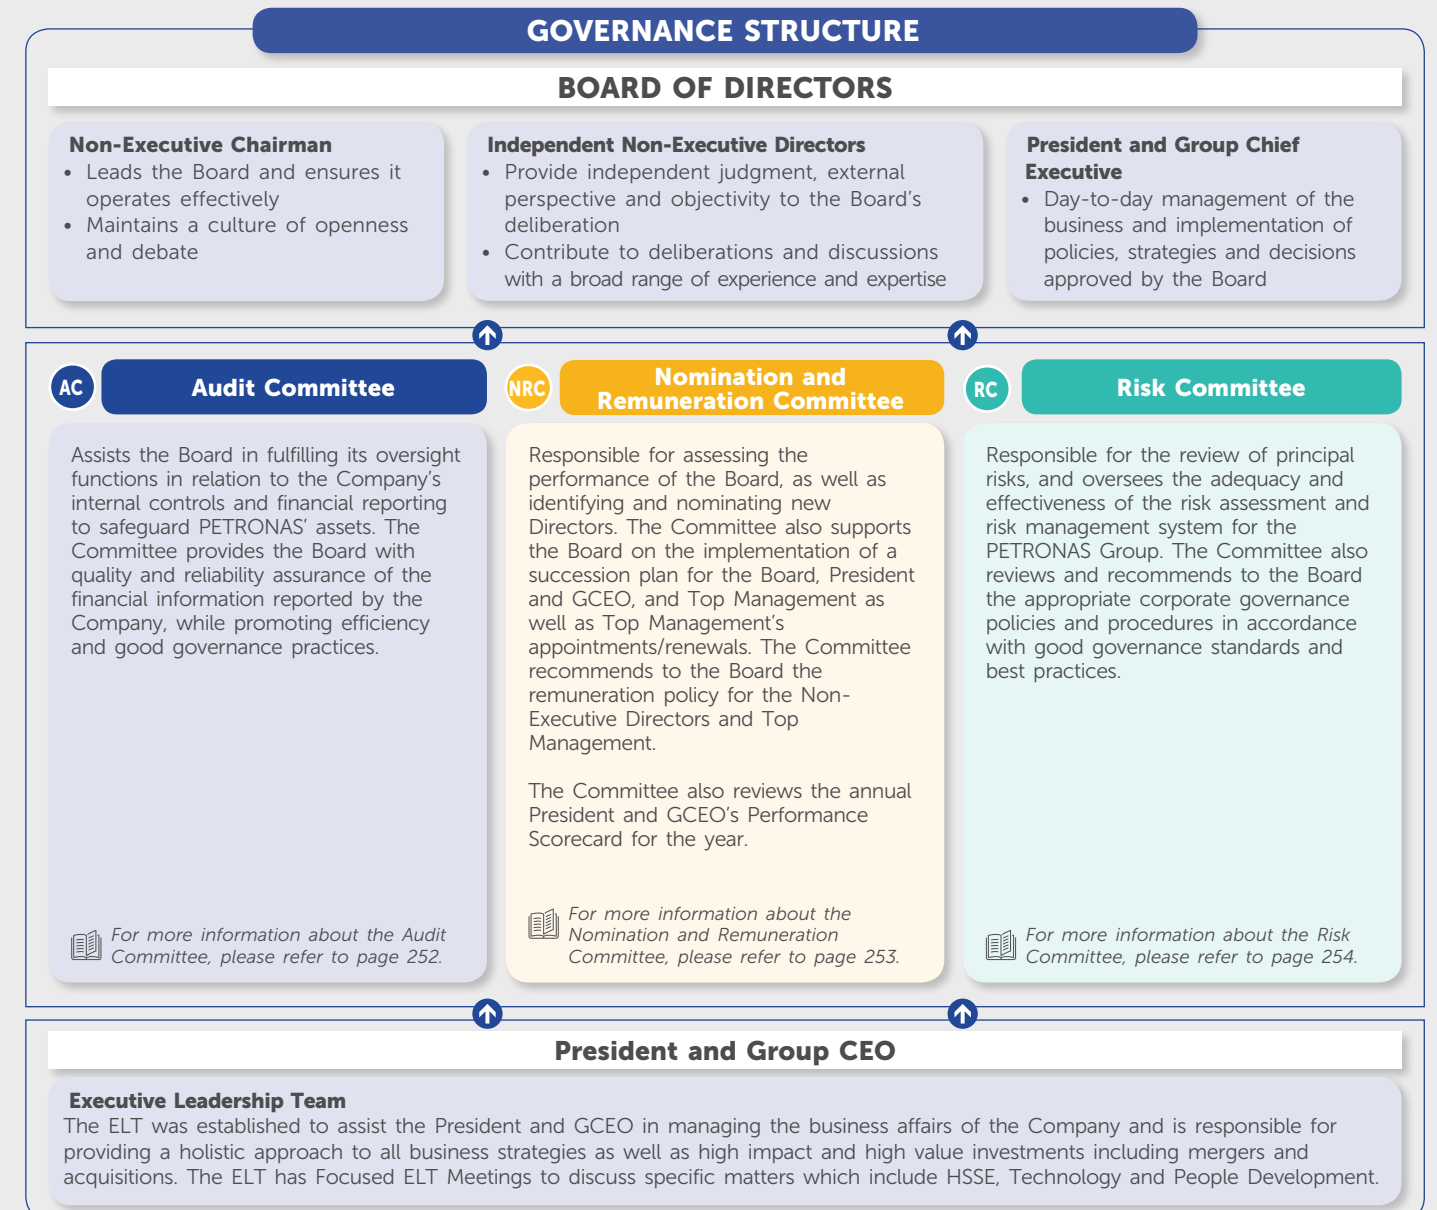 GOVERNANCE STRUCTURE
BOARD OF DIRECTORS
Non-Executive Chairman
• Leads the Board and ensures it
operates effectively
• Maintains a culture of openness
and debate
Independent Non-Executive Directors
• Provide independent judgment, external
perspective and objectivity to the Board’s
deliberation
• Contribute to deliberations and discussions
with a broad range of experience and expertise
President and Group Chief
Executive
• Day-to-day management of the
business and implementation of
policies, strategies and decisions
approved by the Board
AC
Audit Committee
Assists the Board in fulfilling its oversight
functions in relation to the Company’s
internal controls and financial reporting
to safeguard PETRONAS’ assets. The
Committee provides the Board with
quality and reliability assurance of the
financial information reported by the
Company, while promoting efficiency
and good governance practices.
For more information about the Audit
Committee, please refer to page 252.
NRC
Nomination and
Remuneration Committee
Responsible for assessing the
performance of the Board, as well as
identifying and nominating new
Directors. The Committee also supports
the Board on the implementation of a
succession plan for the Board, President
and GCEO, and Top Management as
well as Top Management’s
appointments/renewals. The Committee
recommends to the Board the
remuneration policy for the Non-
Executive Directors and Top
Management.
The Committee also reviews the annual
President and GCEO’s Performance
Scorecard for the year.
For more information about the
Nomination and Remuneration
Committee, please refer to page 253.
RC
Risk Committee
Responsible for the review of principal
risks, and oversees the adequacy and
effectiveness of the risk assessment and
risk management system for the
PETRONAS Group. The Committee also
reviews and recommends to the Board
the appropriate corporate governance
policies and procedures in accordance
with good governance standards and
best practices.
For more information about the Risk
Committee, please refer to page 254.
President and Group CEO
Executive Leadership Team
The ELT was established to assist the President and GCEO in managing the business affairs of the Company and is responsible for
providing a holistic approach to all business strategies as well as high impact and high value investments including mergers and
acquisitions. The ELT has Focused ELT Meetings to discuss specific matters which include HSSE, Technology and People Development.